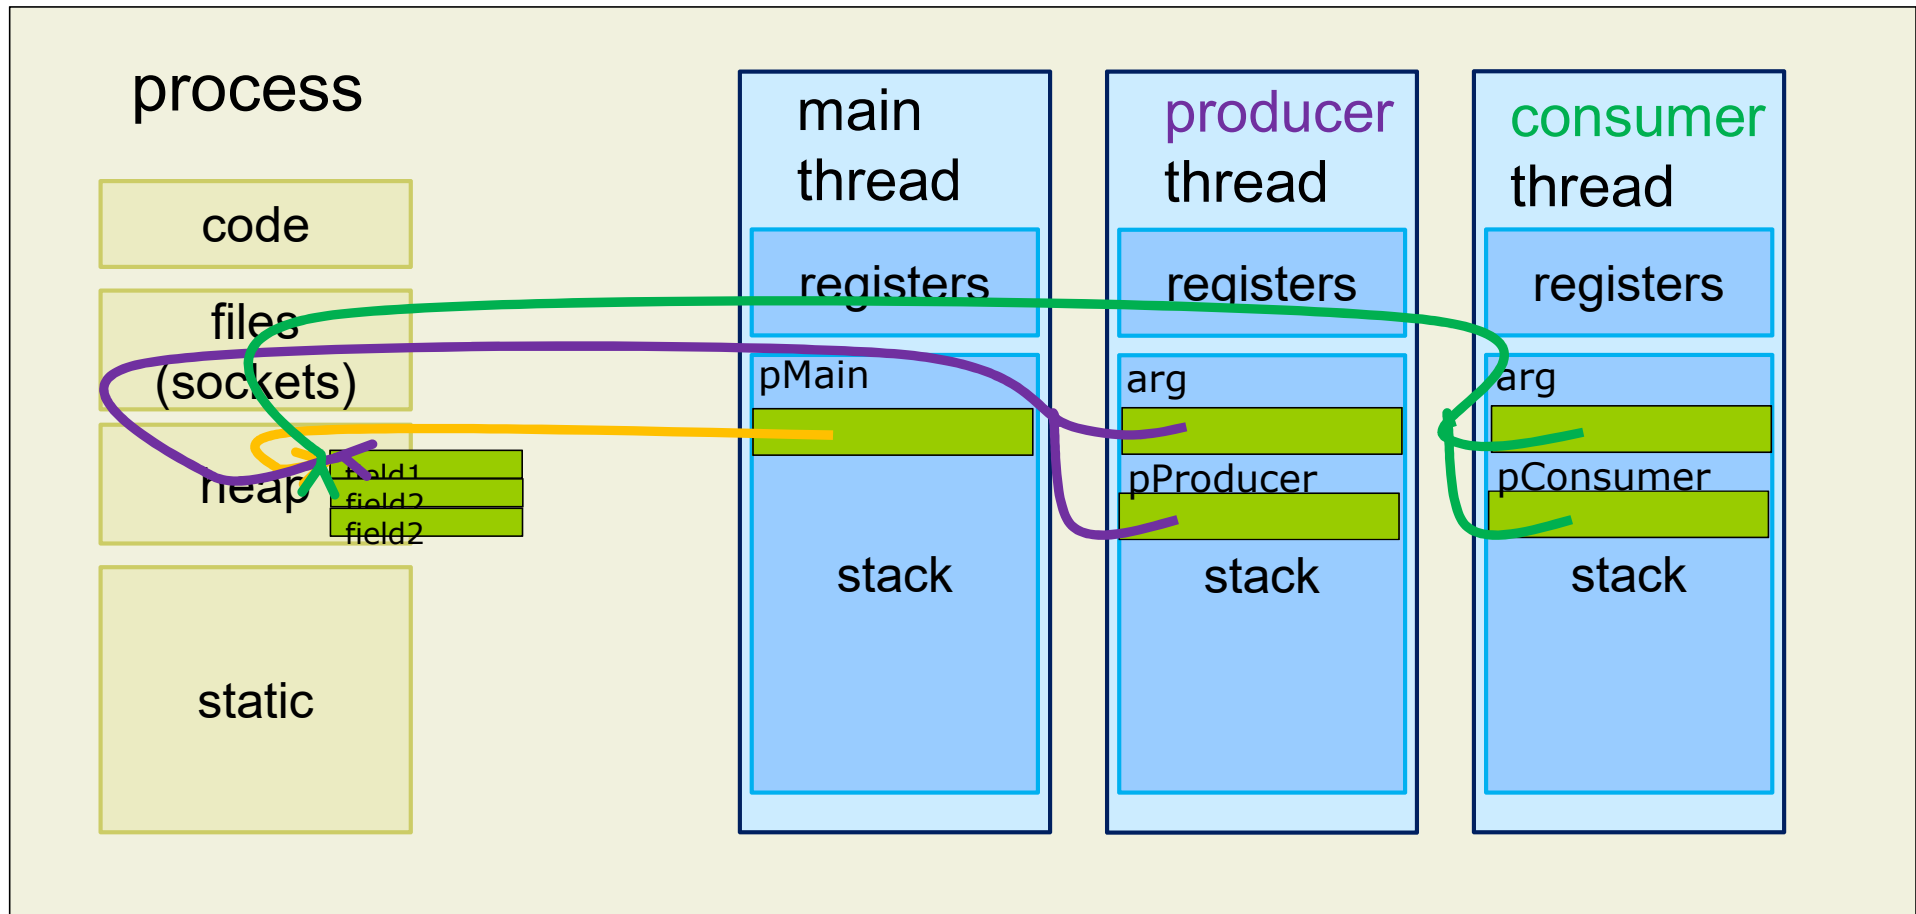 process
code
files
(sockets)
heap
field1
field2
field2
static
main
thread
registers
pMain
stack
producer
thread
registers
arg
pProducer
stack
consumer
thread
registers
arg
pConsumer
stack